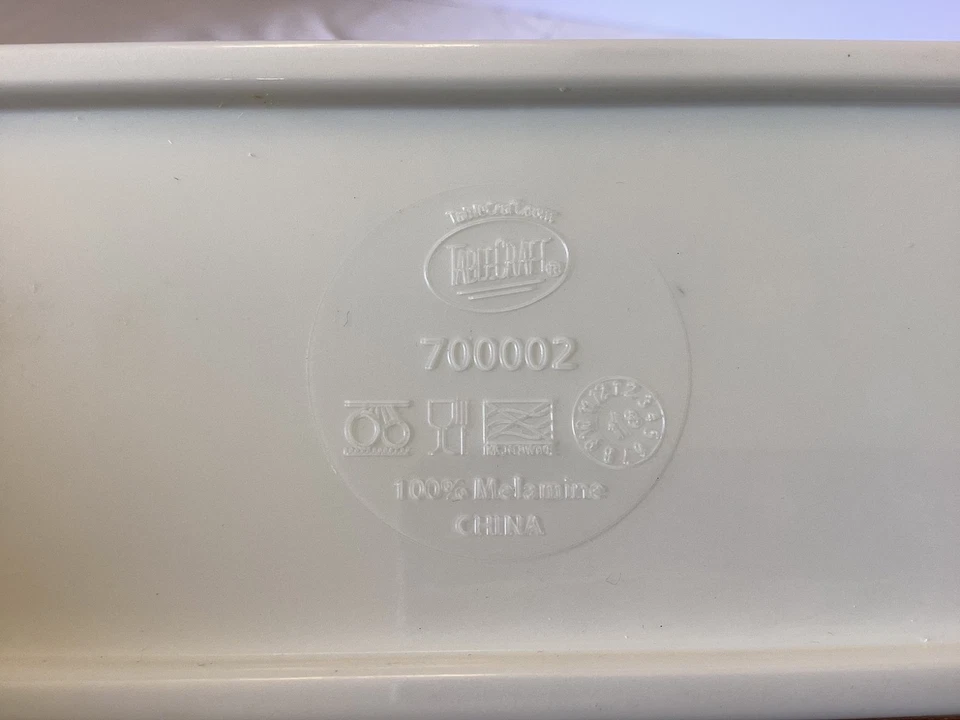 TableCraft.com
TABLECRAFT®
700002
100% Melamine
CHINA